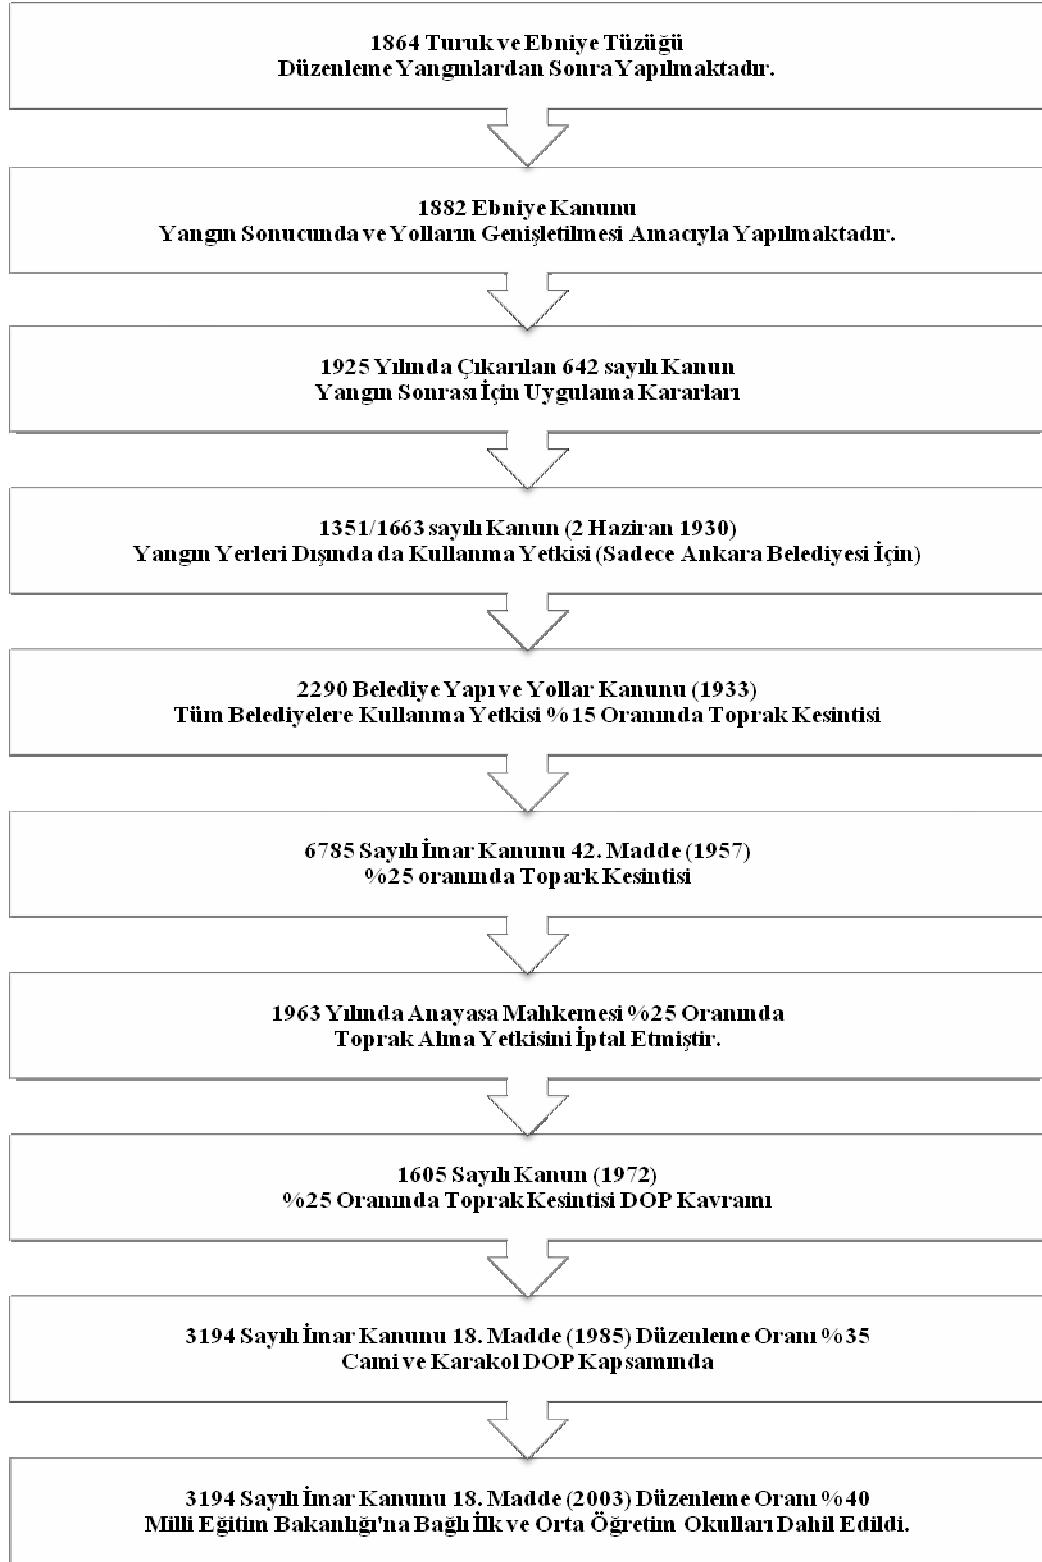 1864 Turuk ve Ebniye Tüzüğü
Düzenleme Yangınlardan Sonra Yapılmaktadır.
1882 Ebniye Kanunu
Yangın Sonucunda ve Yolların Genişletilmesi Amacıyla Yapılmaktadır.
1925 Yılında Çıkarılan 642 sayılı Kanun
Yangın Sonrası İçin Uygulama Kararları
1351/1663 sayılı Kanun (2 Haziran 1930)
Yangın Yerleri Dışında da Kullanma Yetkisi (Sadece Ankara Belediyesi İçin)
2290 Belediye Yapı ve Yollar Kanunu (1933)
Tüm Belediyelere Kullanma Yetkisi %15 Oranında Toprak Kesintisi
6785 Sayılı İmar Kanunu 42. Madde (1957)
%25 oranında Topark Kesintisi
1963 Yılında Anayasa Mahkemesi %25 Oranında
Toprak Alma Yetkisini İptal Etmiştir.
1605 Sayılı Kanun (1972)
%25 Oranında Toprak Kesintisi DOP Kavramı
3194 Sayılı İmar Kanunu 18. Madde (1985) Düzenleme Oranı %35
Cami ve Karakol DOP Kapsamında
3194 Sayılı İmar Kanunu 18. Madde (2003) Düzenleme Oranı %40
Milli Eğitim Bakanlığı'na Bağlı İlk ve Orta Öğretim Okulları Dahil Edildi.